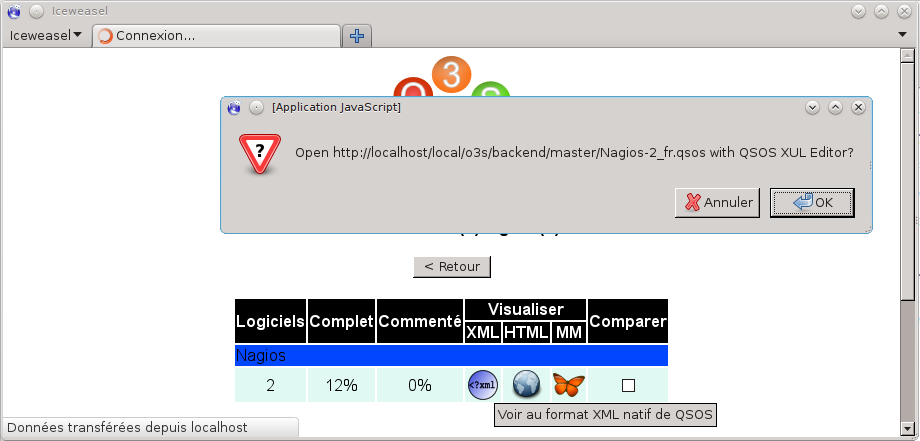 Iceweasel
Iceweasel
Connexion...
3
[Application JavaScript]
?
Open http://localhost/local/o3s/backend/master/Nagios-2_fr.qsos with QSOS XUL Editor?
Annuler
OK
< Retour
Logiciels Complet Commenté Visualiser Comparer
XML HTML MM
Nagios
2 12% 0% <?xml
Voir au format XML natif de QSOS
Données transférées depuis localhost